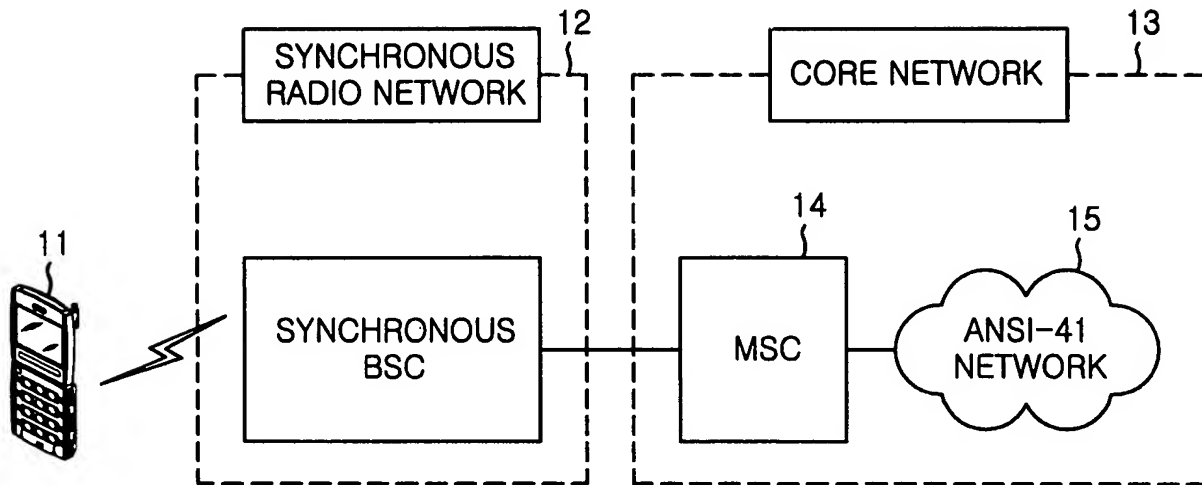 12
13
SYNCHRONOUS
RADIO NETWORK
CORE NETWORK
11
14
15
SYNCHRONOUS
BSC
MSC
ANSI-41
NETWORK